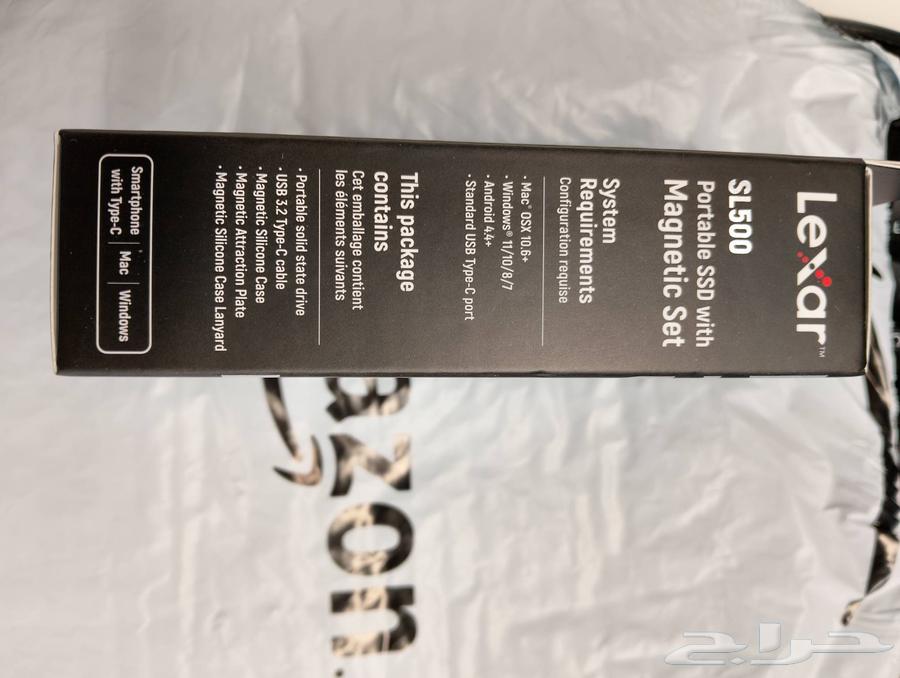 Lexar™
SL500
Portable SSD with
Magnetic Set
System
Requirements
Configuration requise
• Mac® OSX 10.6+
• Windows® 11/10/8/7
• Android 4.4+
• Standard USB Type-C port
This package
contains
Cet emballage contient
les éléments suivants
• Portable solid state drive
• USB 3.2 Type-C cable
• Magnetic Silicone Case
• Magnetic Attraction Plate
• Magnetic Silicone Case Lanyard
Smartphone
with Type-C | Mac | Windows
azon.
حراج